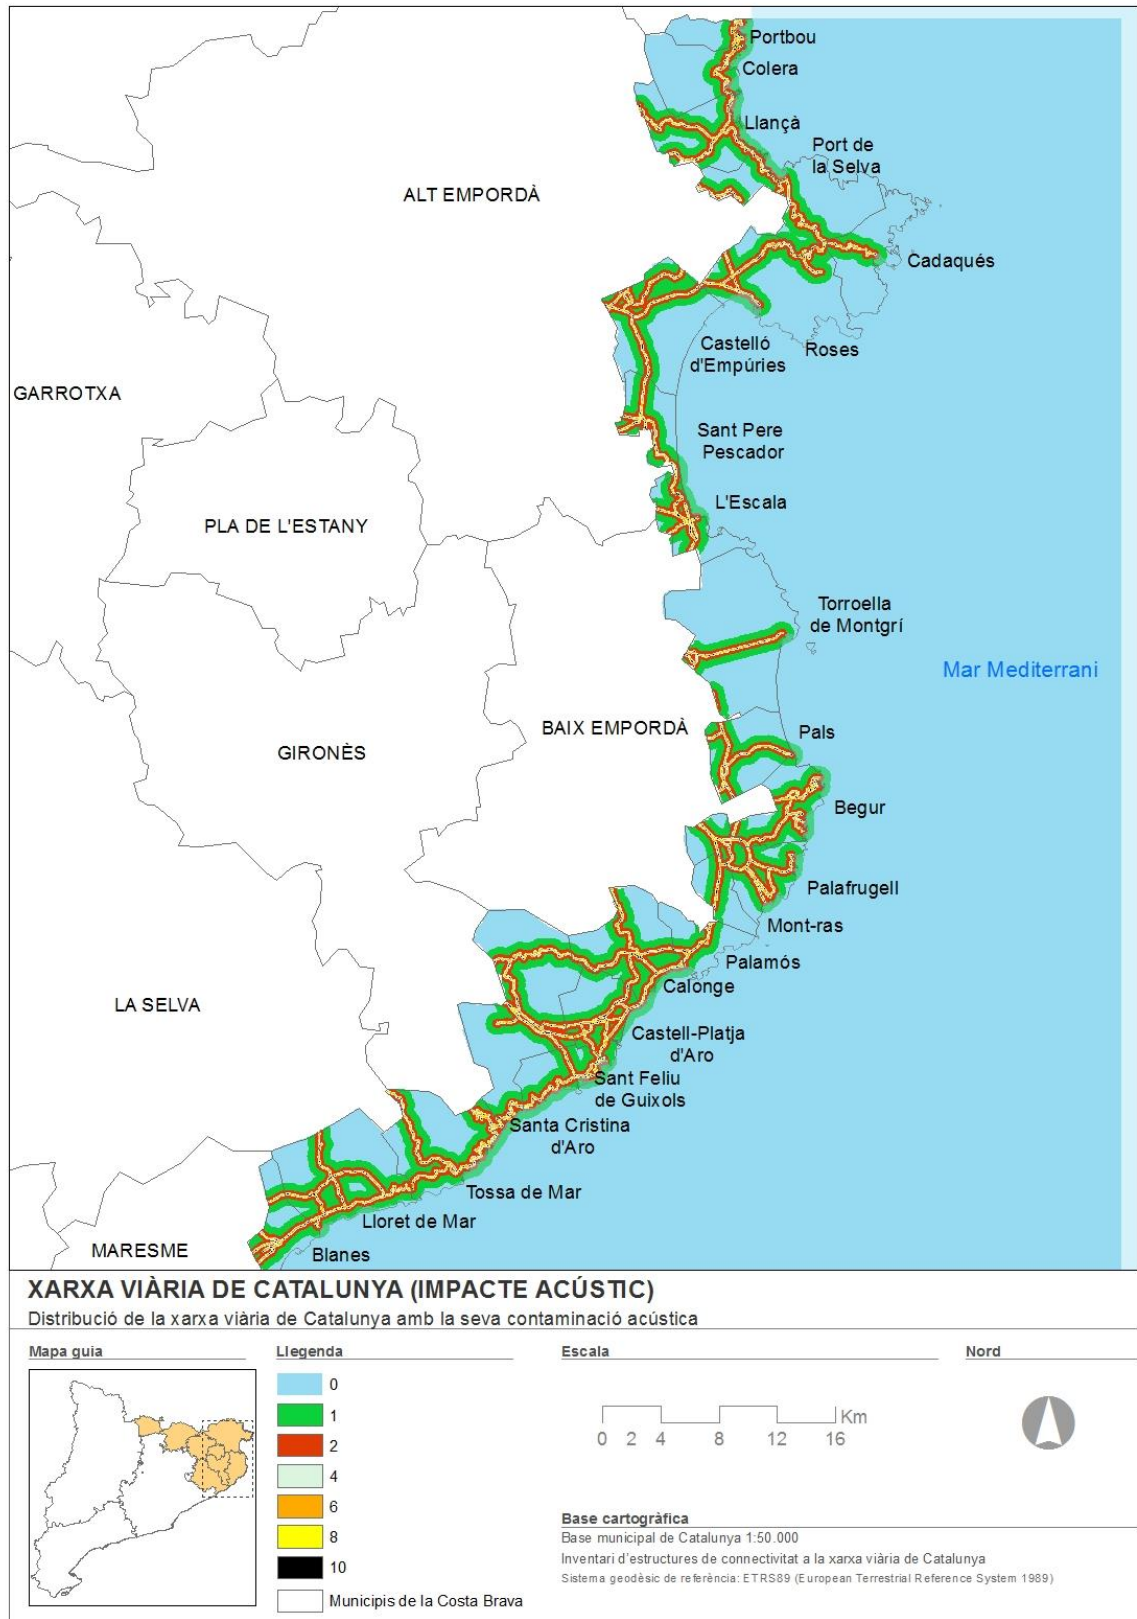 Portbou
Colera
Llançà
Port de
la Selva
ALT EMPORDÀ
Cadaqués
Castelló
d'Empúries
Roses
GARROTXA
Sant Pere
Pescador
L'Escala
PLA DE L'ESTANY
Torroella
de Montgrí
Mar Mediterrani
BAIX EMPORDÀ
Pals
GIRONÈS
Begur
Palafrugell
Mont-ras
Palamós
Calonge
LA SELVA
Castell-Platja
d'Aro
Sant Feliu
de Guixols
Santa Cristina
d'Aro
Tossa de Mar
Lloret de Mar
MARESME
Blanes
XARXA VIÀRIA DE CATALUNYA (IMPACTE ACÚSTIC)
Distribució de la xarxa viària de Catalunya amb la seva contaminació acústica
Mapa guia
Llegenda
0
1
2
4
6
8
10
Municipis de la Costa Brava
Escala
Km
0 2 4 8 12 16
Nord
Base cartogràfica
Base municipal de Catalunya 1:50.000
Inventari d'estructures de connectivitat a la xarxa viària de Catalunya
Sistema geodèsic de referència: ETRS89 (European Terrestrial Reference System 1989)